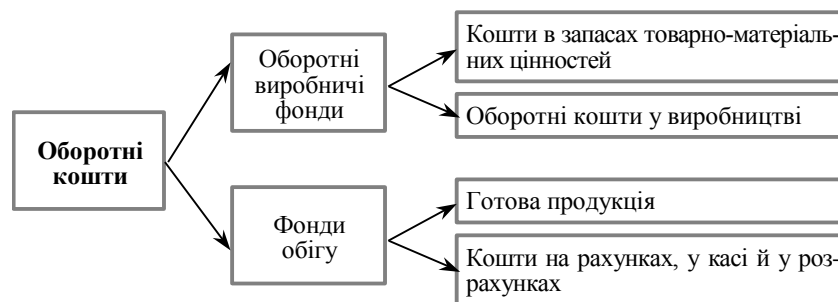 Оборотні
кошти
Оборотні
виробничі
фонди
Фонди
обігу
Кошти в запасах товарно-матеріаль-
них цінностей
Оборотні кошти у виробництві
Готова продукція
Кошти на рахунках, у касі й у роз-
рахунках